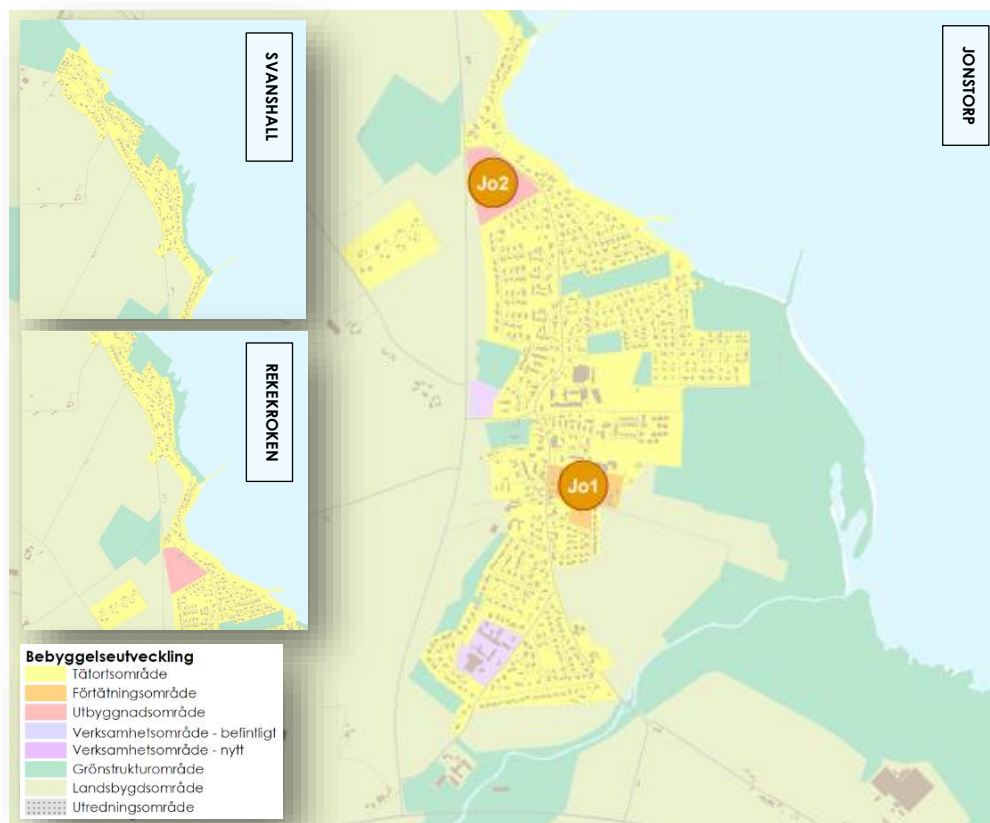 SVANSHALL
JONSTORP
Jo2
REKEKROKEN
Jo1
Bebyggelseutveckling
Tätortsområde
Förtätningsområde
Utbyggnadsområde
Verksamhetsområde - befintligt
Verksamhetsområde - nytt
Grönstrukturområde
Landsbygdsområde
Utredningsområde